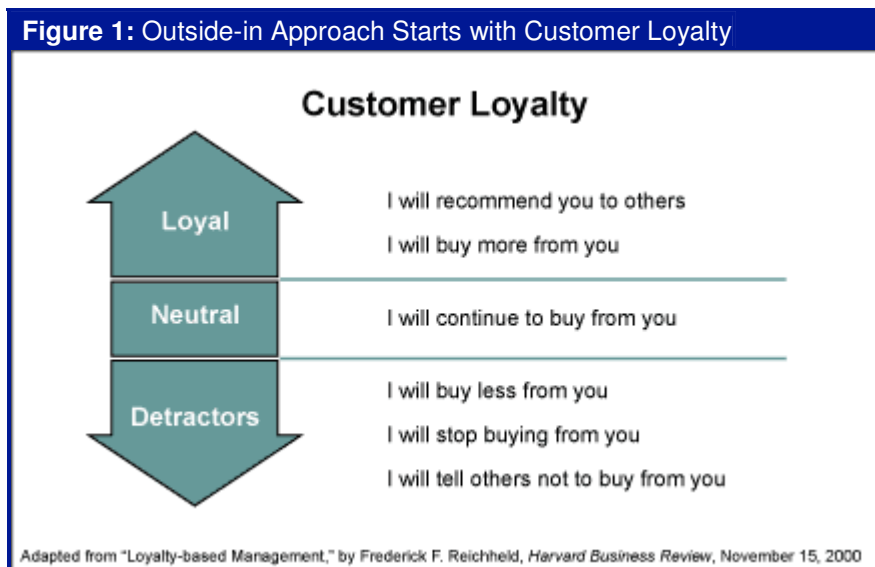 Figure 1: Outside-in Approach Starts with Customer Loyalty
Customer Loyalty
Loyal
I will recommend you to others
I will buy more from you
Neutral
I will continue to buy from you
Detractors
I will buy less from you
I will stop buying from you
I will tell others not to buy from you
Adapted from "Loyalty-based Management," by Frederick F. Reichheld, Harvard Business Review, November 15, 2000